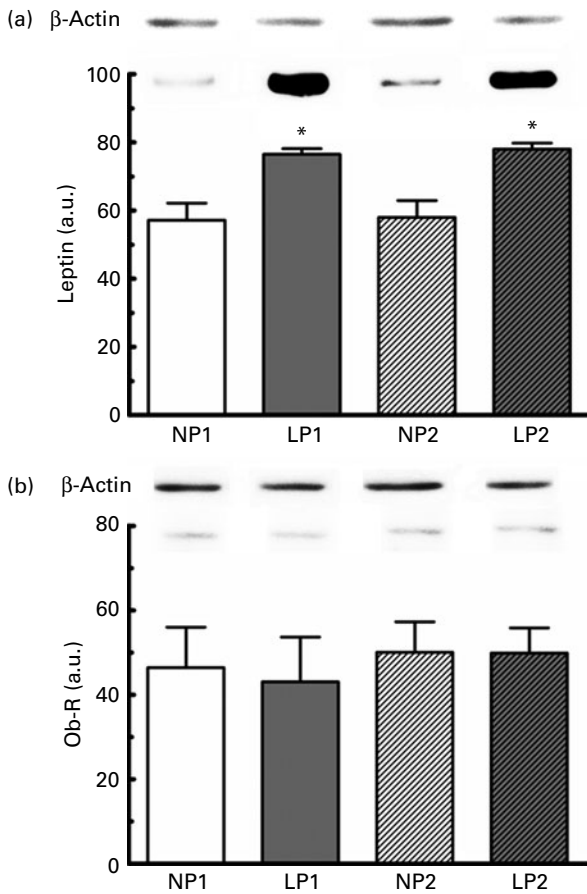 (a) β-Actin
100
80
60
40
20
0
Leptin (a.u.)
*
*
NP1 LP1 NP2 LP2
(b) β-Actin
80
60
40
20
0
Ob-R (a.u.)
NP1 LP1 NP2 LP2